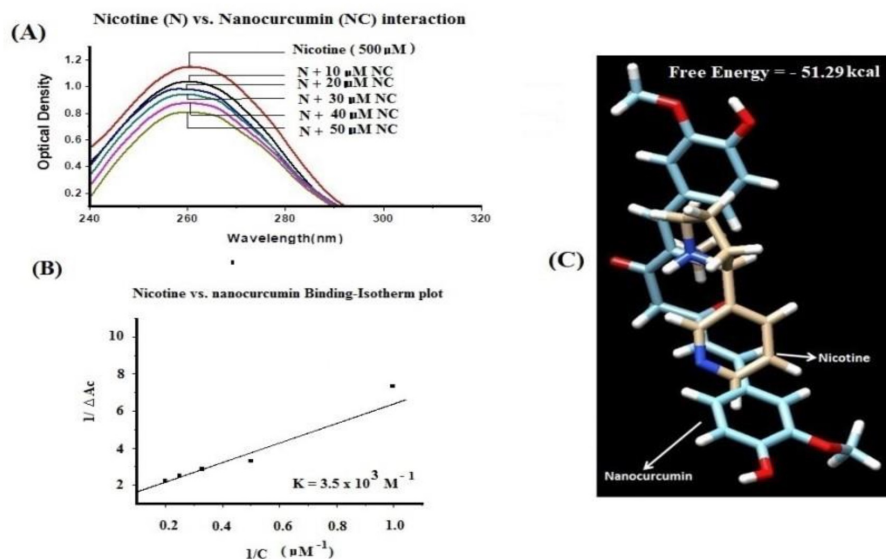 Nicotine (N) vs. Nanocurcumin (NC) interaction
(A)
Optical Density
1.2
1.0
0.8
0.6
0.4
0.2
Nicotine ( 500 µM )
N + 10 µM NC
N + 20 µM NC
N + 30 µM NC
N + 40 µM NC
N + 50 µM NC
240
260
280
300
320
Wavelength(nm)
(B)
Nicotine vs. nanocurcumin Binding-Isotherm plot
1/ △ Ac
10
8
6
4
2
K = 3.5 x 10³ M⁻¹
0.2
0.4
0.6
0.8
1.0
1/C ( µM⁻¹)
(C)
Free Energy = - 51.29 kcal
Nicotine
Nanocurcumin